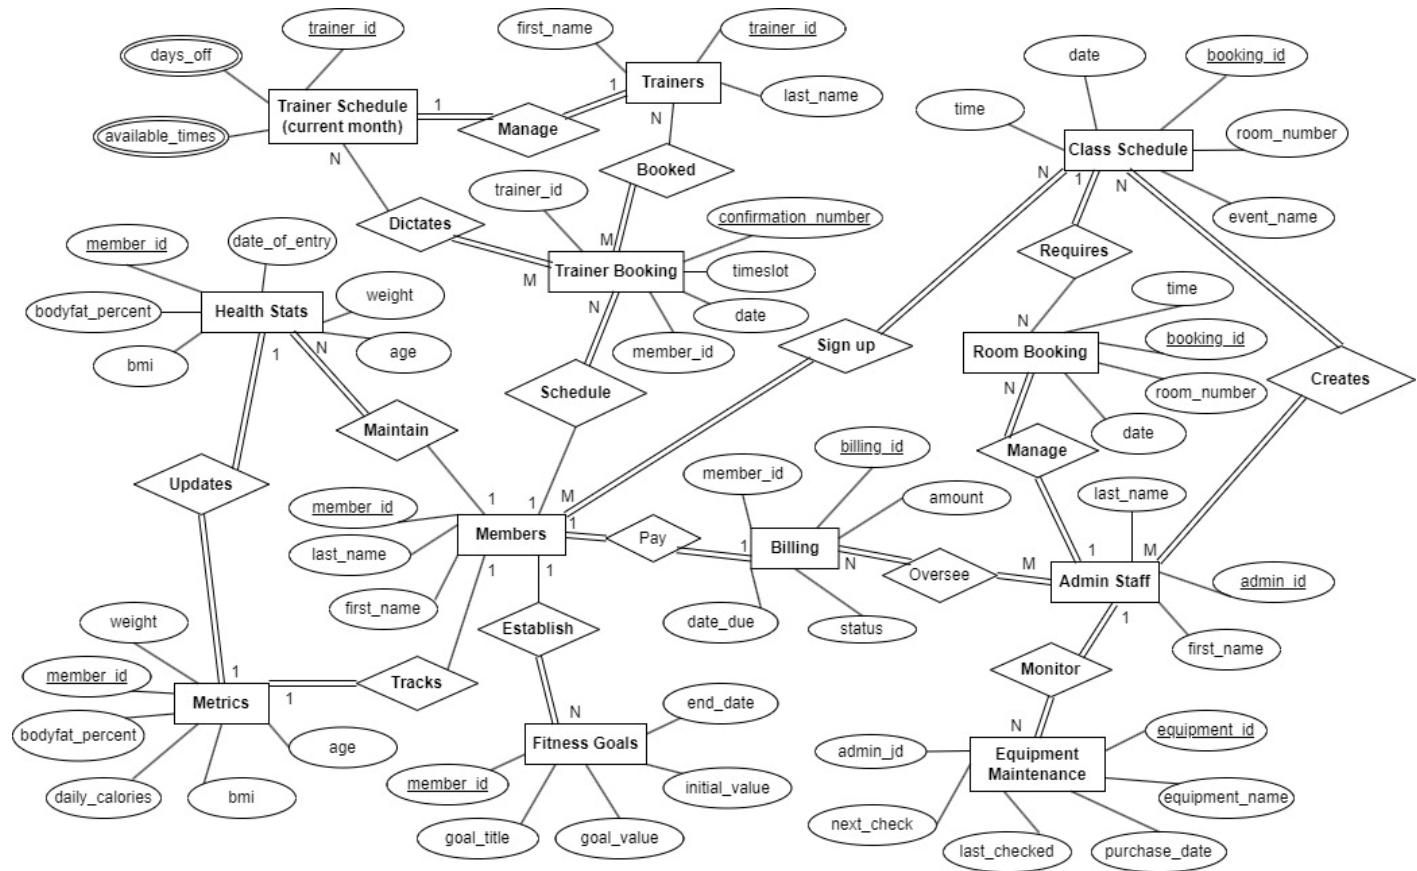 trainer_id
first_name
trainer_id
days_off
Trainer Schedule
(current month)
available_times
1
Manage
1
Trainers
last_name
N
N
Booked
Dictates
trainer_id
M
M
confirmation_number
Trainer Booking
timeslot
date
member_id
N
date
booking_id
time
Class Schedule
room_number
event_name
N
1
N
Requires
N
time
Room Booking
booking_id
room_number
date
N
Sign up
Creates
member_id
date_of_entry
bodyfat_percent
Health Stats
weight
bmi
age
1
N
Schedule
Maintain
Updates
Manage
member_id
last_name
first_name
1
1
M
Members
1
1
1
Pay
1
member_id
billing_id
amount
Billing
N
date_due
status
Oversee
M
last_name
1
M
Admin Staff
admin_id
first_name
1
Monitor
N
weight
member_id
bodyfat_percent
Metrics
1
1
daily_calories
bmi
age
Tracks
Establish
N
Fitness Goals
end_date
member_id
initial_value
goal_title
goal_value
admin_jd
Equipment
Maintenance
equipment_id
equipment_name
next_check
last_checked
purchase_date